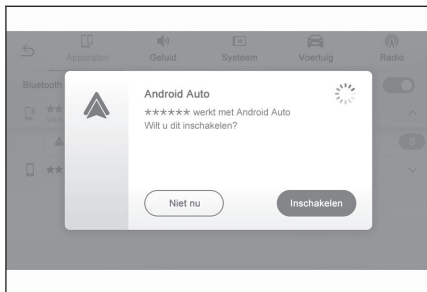 Apparaten Geluid Systeem Voertuig Radio
Bluetooth
**
Android Auto
****** werkt met Android Auto
Wilt u dit inschakelen?
**
Niet nu Inschakelen